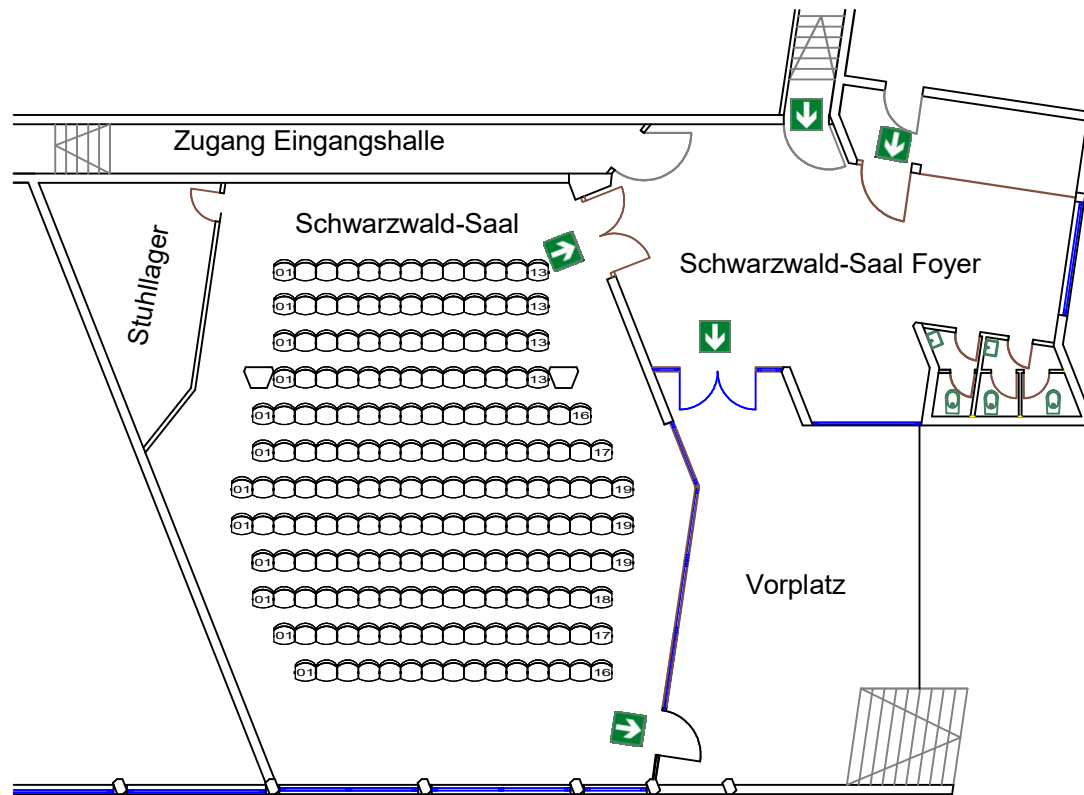 Zugang Eingangshalle
Schwarzwald-Saal
Schwarzwald-Saal Foyer
Stuhllager
01 13
01 13
01 13
01 13
01 16
01 17
01 19
01 19
01 19
01 18
01 17
01 16
Vorplatz